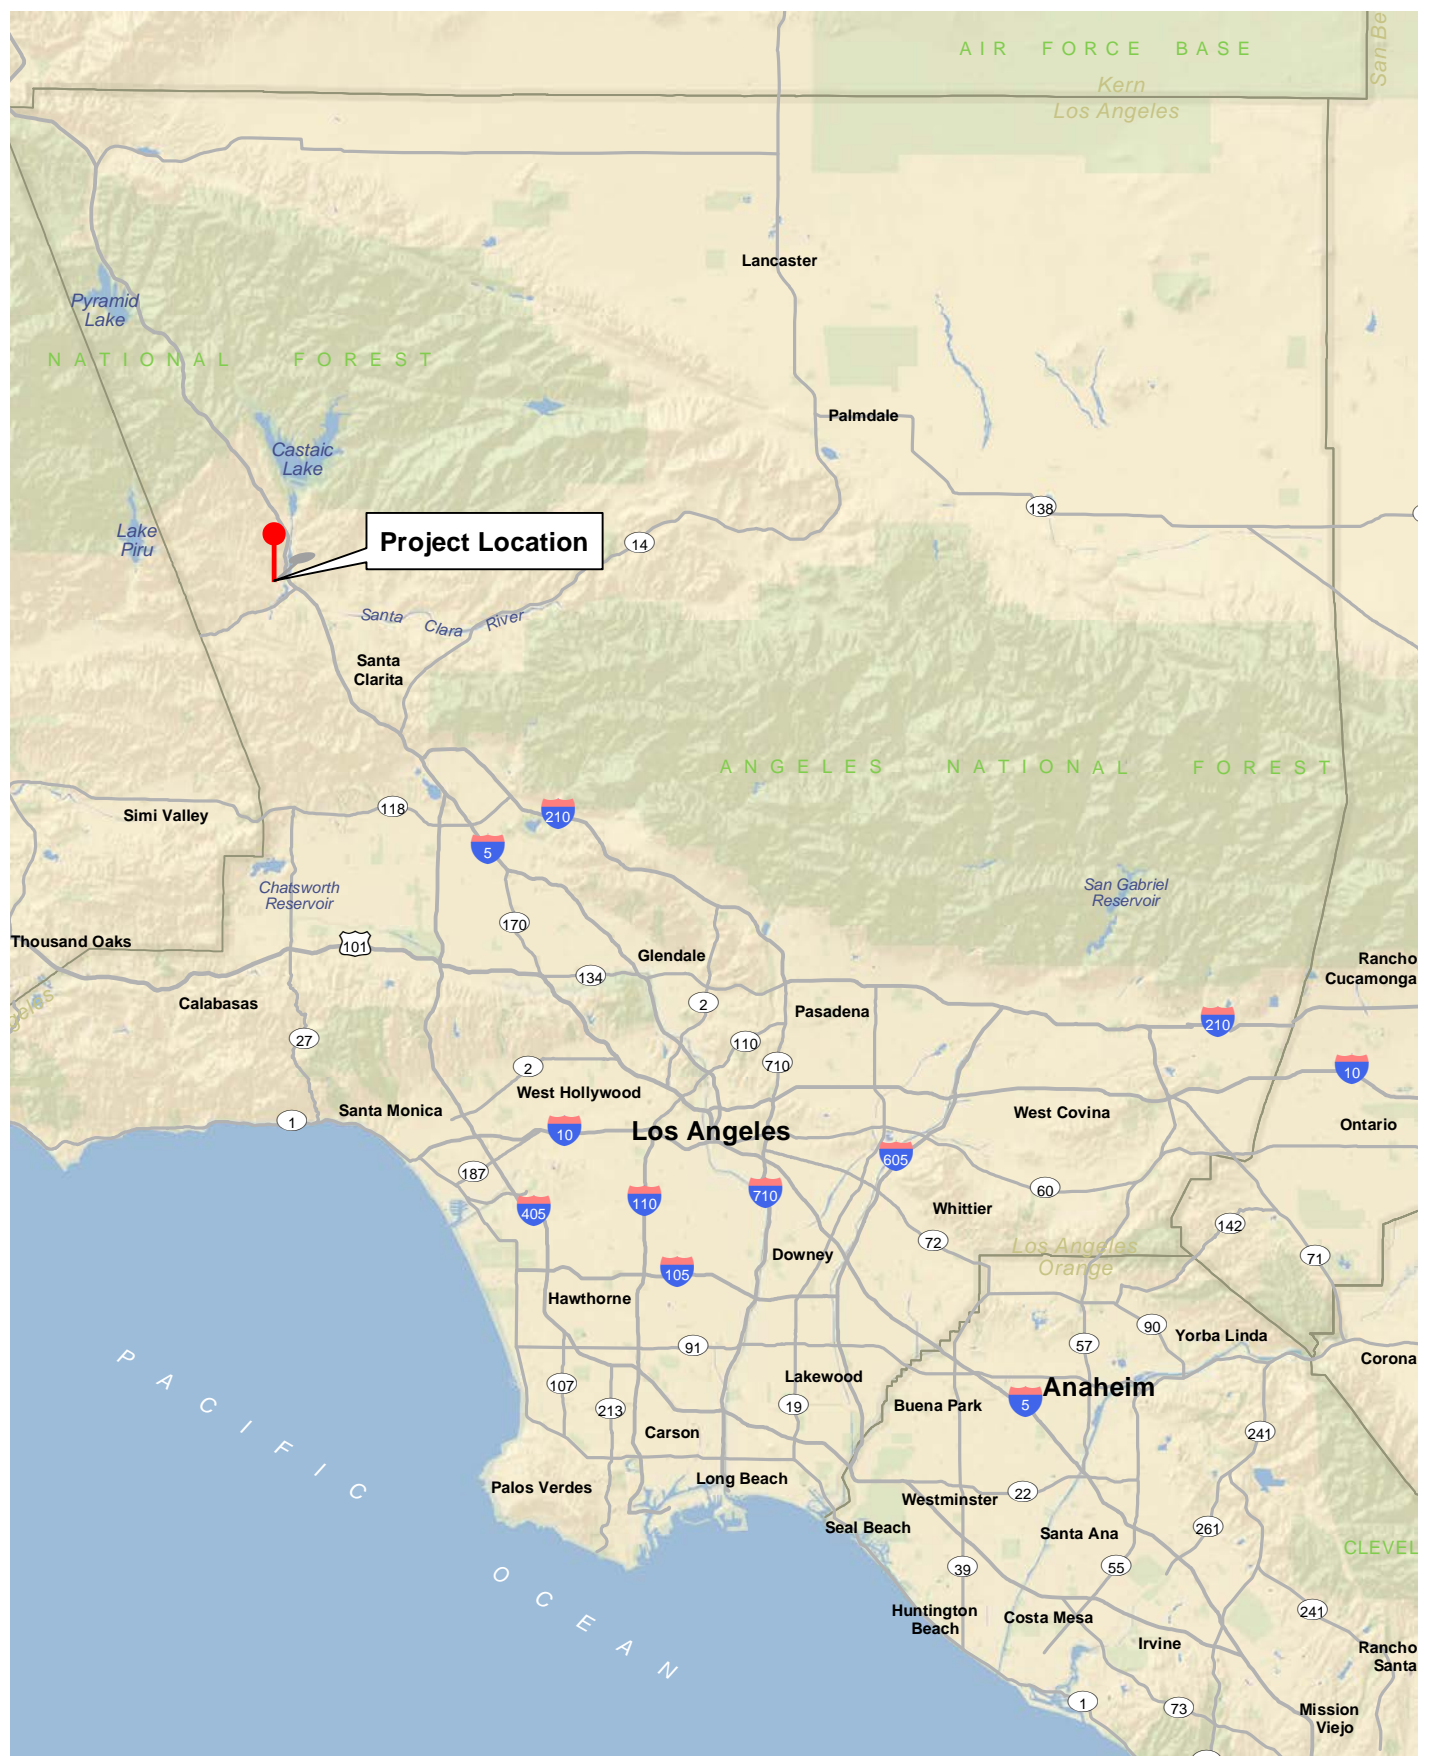 AIR FORCE BASE
San Be
Kern
Los Angeles
Lancaster
Pyramid
Lake
NATIONAL FOREST
Palmdale
Castaic
Lake
138
Lake
Piru
Project Location
14
Santa Clara River
Santa
Clarita
ANGELES NATIONAL FOREST
118
Simi Valley
210
5
Chatsworth
Reservoir
San Gabriel
Reservoir
170
Thousand Oaks
101
Glendale
134
Rancho
Cucamonga
geles
Calabasas
2
Pasadena
210
27
110
710
2
10
West Hollywood
Santa Monica
West Covina
1
10
Los Angeles
Ontario
605
187
60
405
110
710
Whittier
142
72
Los Angeles
Orange
Downey
71
105
Hawthorne
90
Yorba Linda
91
57
Corona
Lakewood
PACIFIC OCEAN
107
Anaheim
5
213
19
Buena Park
Carson
241
Long Beach
Palos Verdes
22
Westminster
Seal Beach
Santa Ana
261
CLEVEL
39
55
Huntington
Beach
Costa Mesa
241
Irvine
Rancho
Santa
1
73
Mission
Viejo